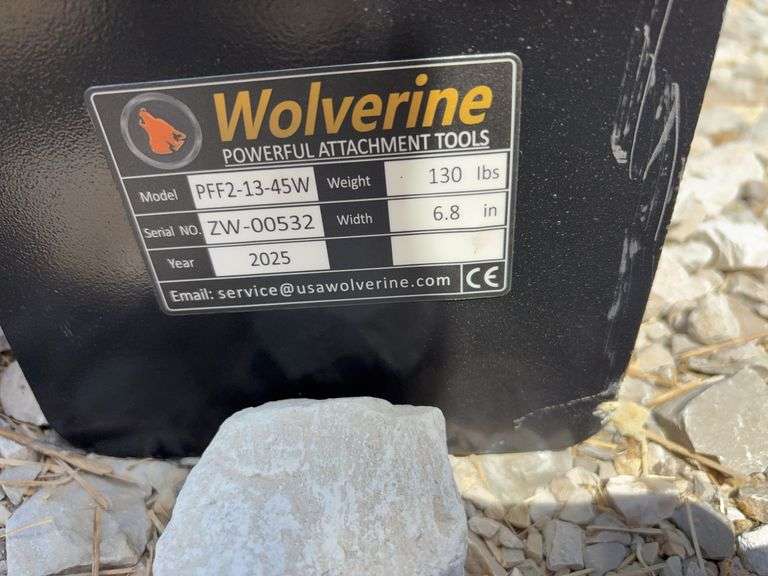 Wolverine
POWERFUL ATTACHMENT TOOLS
Model PFF2-13-45W Weight 130 lbs
Serial NO. ZW-00532 Width 6.8 in
Year 2025
Email: service@usawolverine.com CE